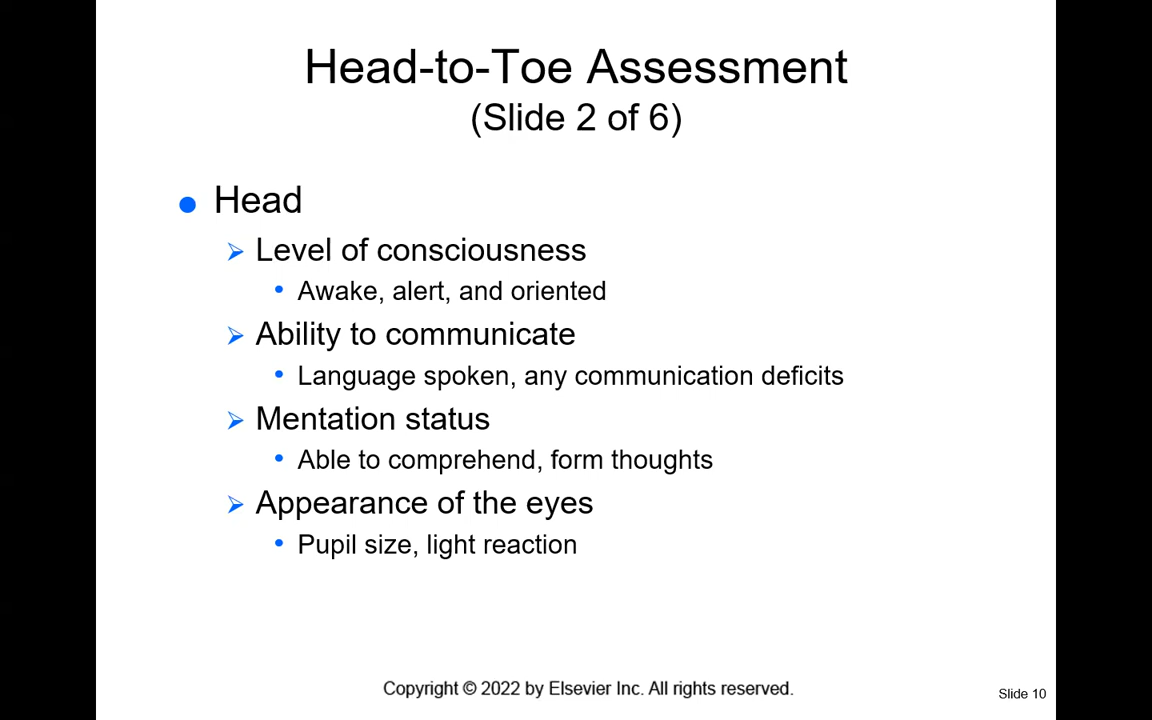 Head-to-Toe Assessment
(Slide 2 of 6)
● Head
➢ Level of consciousness
• Awake, alert, and oriented
➢ Ability to communicate
• Language spoken, any communication deficits
➢ Mentation status
• Able to comprehend, form thoughts
➢ Appearance of the eyes
• Pupil size, light reaction
Copyright © 2022 by Elsevier Inc. All rights reserved.
Slide 10